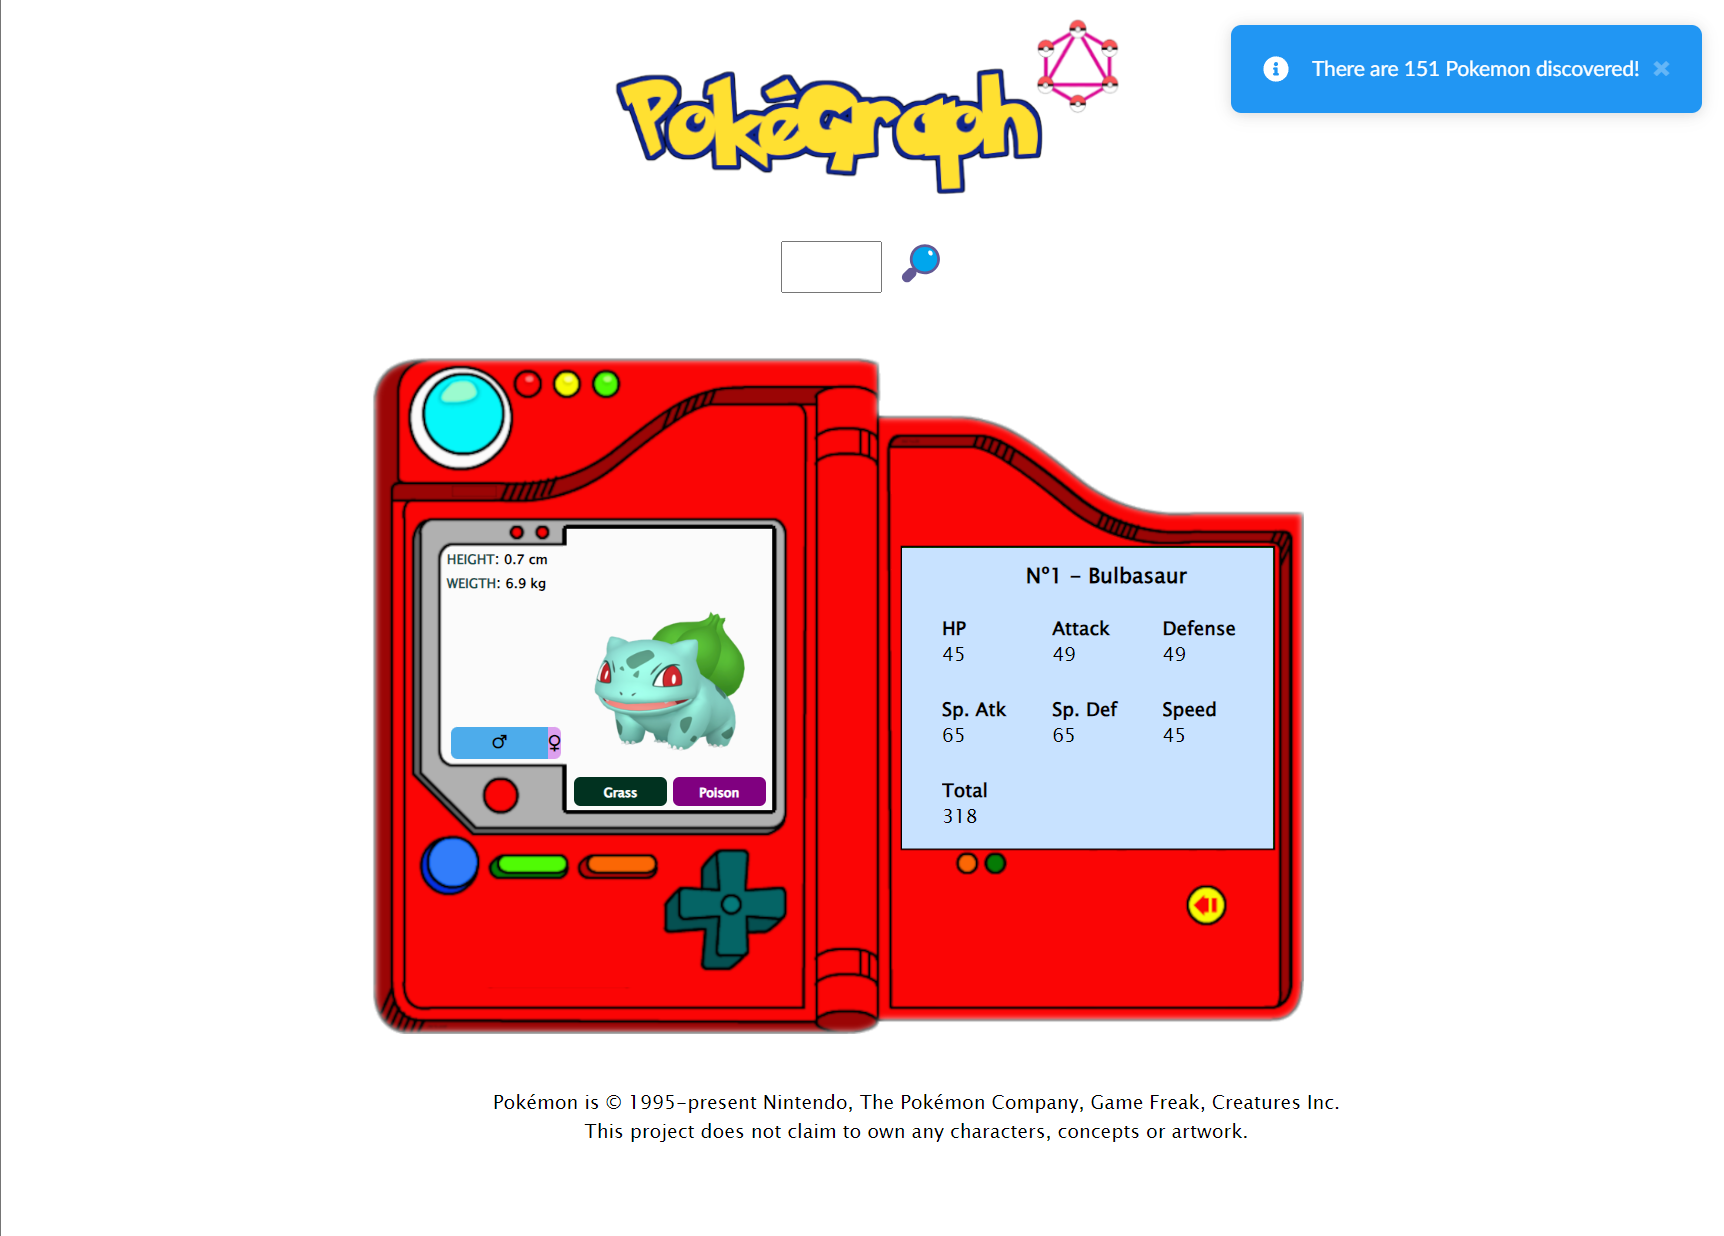 PokéGraph
There are 151 Pokemon discovered!
HEIGHT: 0.7 cm
WEIGTH: 6.9 kg
♂ ♀
Grass Poison
N°1 - Bulbasaur
HP Attack Defense
45 49 49
Sp. Atk Sp. Def Speed
65 65 45
Total
318
Pokémon is © 1995-present Nintendo, The Pokémon Company, Game Freak, Creatures Inc.
This project does not claim to own any characters, concepts or artwork.